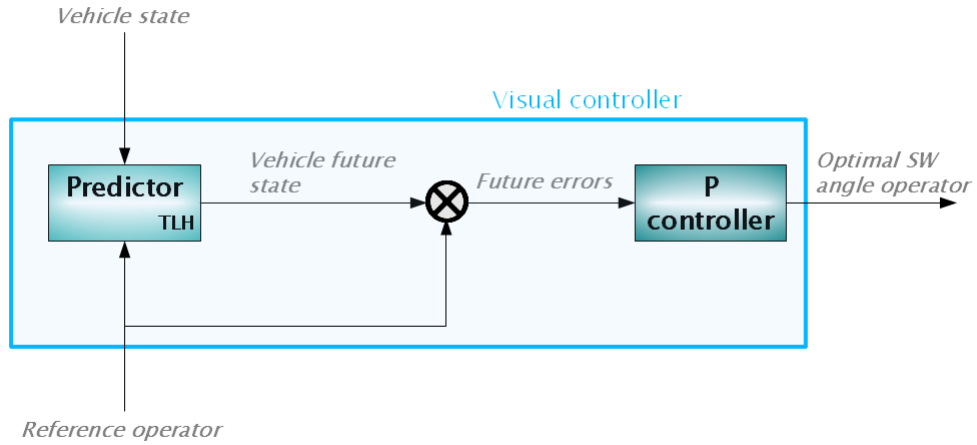 Vehicle state
Visual controller
Predictor
TLH
Vehicle future
state
Future errors
P
controller
Optimal SW
angle operator
Reference operator